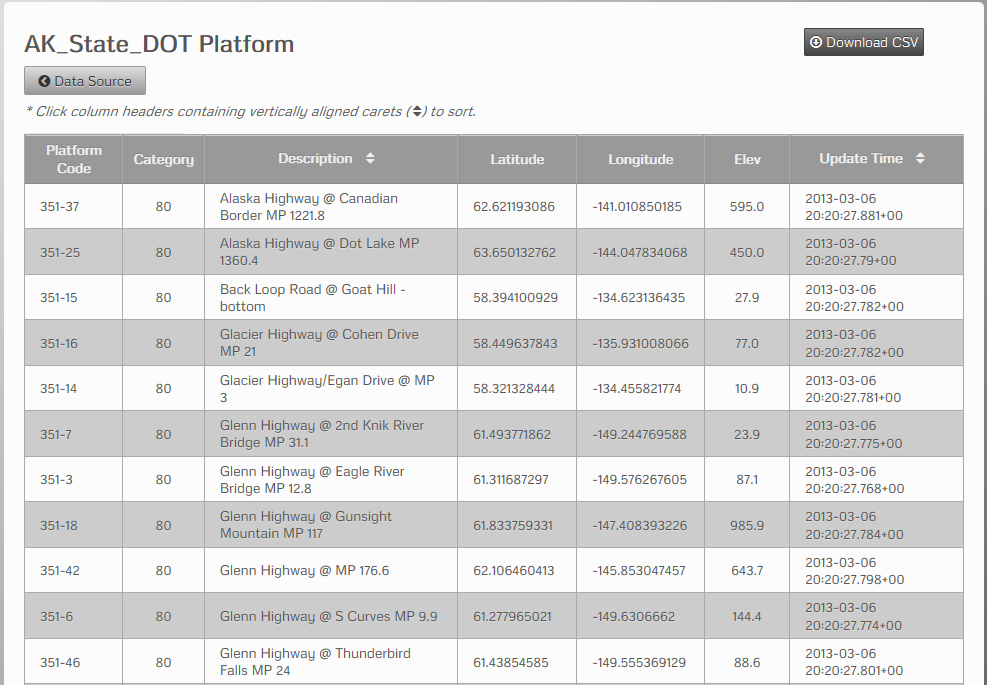 AK_State_DOT Platform
Download CSV
Data Source
* Click column headers containing vertically aligned carets (⬍) to sort.
Platform Code Category Description Latitude Longitude Elev Update Time
351-37 80 Alaska Highway @ Canadian Border MP 1221.8 62.621193086 -141.010850185 595.0 2013-03-06 20:20:27.881+00
351-25 80 Alaska Highway @ Dot Lake MP 1360.4 63.650132762 -144.047834068 450.0 2013-03-06 20:20:27.79+00
351-15 80 Back Loop Road @ Goat Hill - bottom 58.394100929 -134.623136435 27.9 2013-03-06 20:20:27.782+00
351-16 80 Glacier Highway @ Cohen Drive MP 21 58.449637843 -135.931008066 77.0 2013-03-06 20:20:27.782+00
351-14 80 Glacier Highway/Egan Drive @ MP 3 58.321328444 -134.455821774 10.9 2013-03-06 20:20:27.781+00
351-7 80 Glenn Highway @ 2nd Knik River Bridge MP 31.1 61.493771862 -149.244769588 23.9 2013-03-06 20:20:27.775+00
351-3 80 Glenn Highway @ Eagle River Bridge MP 12.8 61.311687297 -149.576267605 87.1 2013-03-06 20:20:27.768+00
351-18 80 Glenn Highway @ Gunsight Mountain MP 117 61.833759331 -147.408393226 985.9 2013-03-06 20:20:27.784+00
351-42 80 Glenn Highway @ MP 176.6 62.106460413 -145.853047457 643.7 2013-03-06 20:20:27.798+00
351-6 80 Glenn Highway @ S Curves MP 9.9 61.277965021 -149.6306662 144.4 2013-03-06 20:20:27.774+00
351-46 80 Glenn Highway @ Thunderbird Falls MP 24 61.43854585 -149.555369129 88.6 2013-03-06 20:20:27.801+00